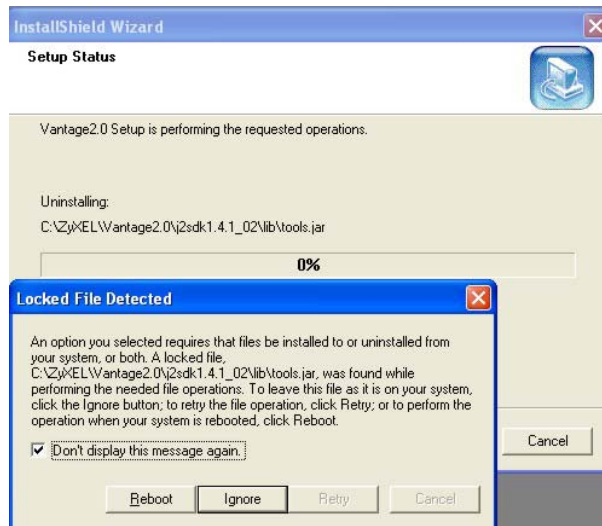 InstallShield Wizard
Setup Status
Vantage2.0 Setup is performing the requested operations.
Uninstalling:
C:\ZyXEL\Vantage2.0\j2sdk1.4.1_02\lib\tools.jar
0%
Locked File Detected
An option you selected requires that files be installed to or uninstalled from
your system, or both. A locked file,
C:\ZyXEL\Vantage2.0\j2sdk1.4.1_02\lib\tools.jar, was found while
performing the needed file operations. To leave this file as it is on your system,
click the Ignore button; to retry the file operation, click Retry; or to perform the
operation when your system is rebooted, click Reboot.
Don't display this message again.
Cancel
Reboot Ignore Retry Cancel